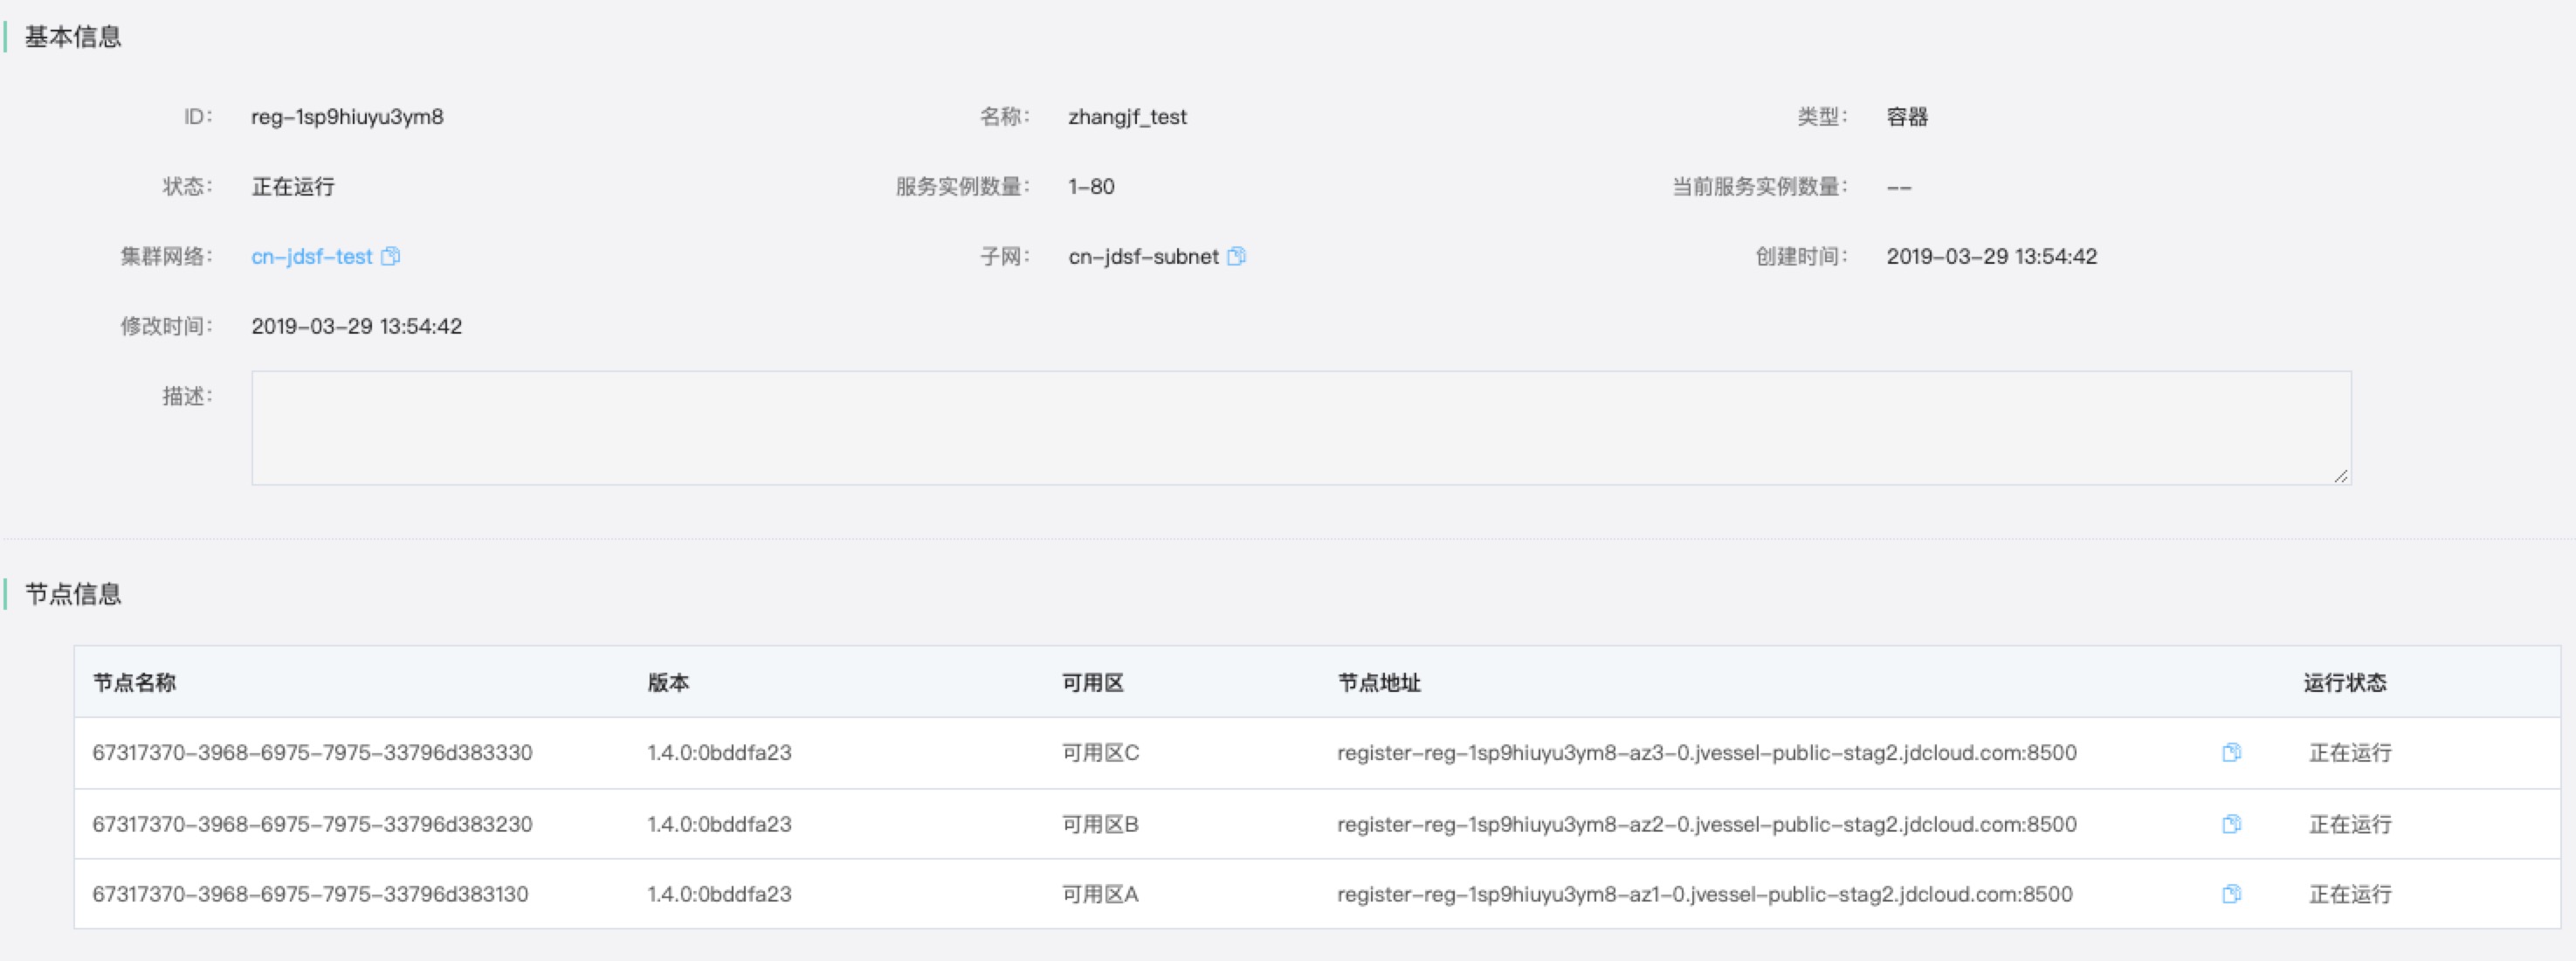 基本信息
ID： reg-1sp9hiuyu3ym8 名称： zhangjf_test 类型： 容器
状态： 正在运行 服务实例数量： 1-80 当前服务实例数量： --
集群网络： cn-jdsf-test 子网： cn-jdsf-subnet 创建时间： 2019-03-29 13:54:42
修改时间： 2019-03-29 13:54:42
描述：
节点信息
节点名称 版本 可用区 节点地址 运行状态
67317370-3968-6975-7975-33796d383330 1.4.0:0bddfa23 可用区C register-reg-1sp9hiuyu3ym8-az3-0.jvessel-public-stag2.jdcloud.com:8500 正在运行
67317370-3968-6975-7975-33796d383230 1.4.0:0bddfa23 可用区B register-reg-1sp9hiuyu3ym8-az2-0.jvessel-public-stag2.jdcloud.com:8500 正在运行
67317370-3968-6975-7975-33796d383130 1.4.0:0bddfa23 可用区A register-reg-1sp9hiuyu3ym8-az1-0.jvessel-public-stag2.jdcloud.com:8500 正在运行